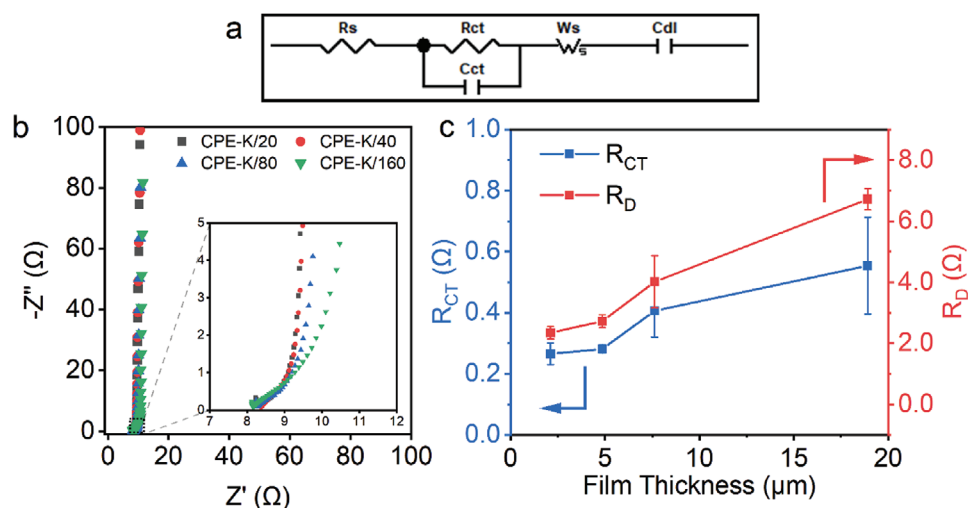 a
Rs Rct Ws Cdl
s
Cct
b
100
80
60
40
20
0
-Z'' (Ω)
CPE-K/20 CPE-K/40
CPE-K/80 CPE-K/160
5
4
3
2
1
0
7 8 9 10 11 12
0 20 40 60 80 100
Z' (Ω)
c
1.0
0.8
0.6
0.4
0.2
0.0
R_CT (Ω)
R_CT
R_D
8.0
6.0
4.0
2.0
0.0
R_D (Ω)
0 5 10 15 20
Film Thickness (μm)